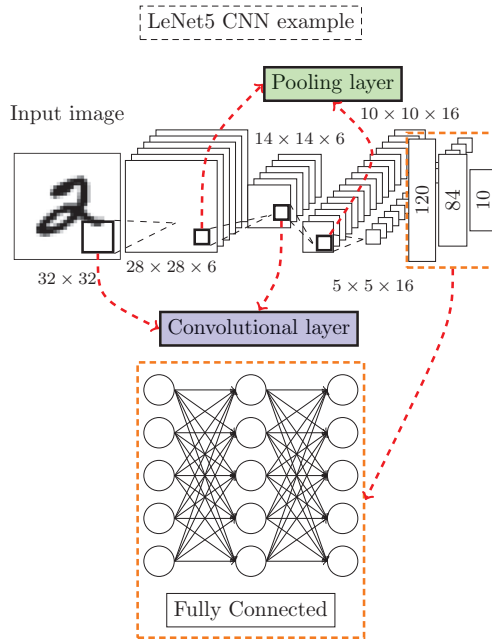 LeNet5 CNN example
Pooling layer
Input image
10 × 10 × 16
14 × 14 × 6
120
84
10
32 × 32
28 × 28 × 6
5 × 5 × 16
Convolutional layer
Fully Connected